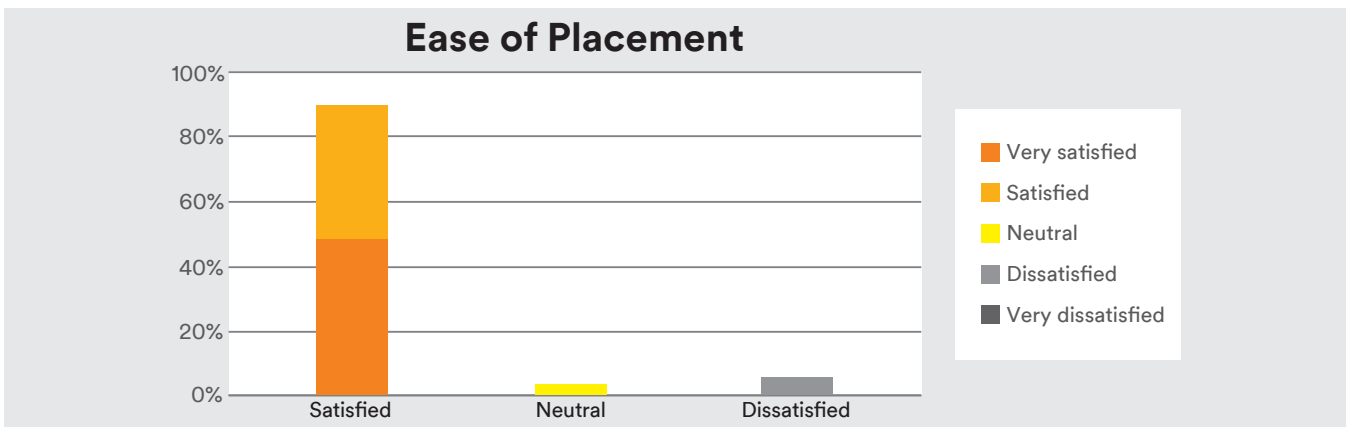 Ease of Placement
100%
80%
60%
40%
20%
0%
Satisfied
Neutral
Dissatisfied
Very satisfied
Satisfied
Neutral
Dissatisfied
Very dissatisfied